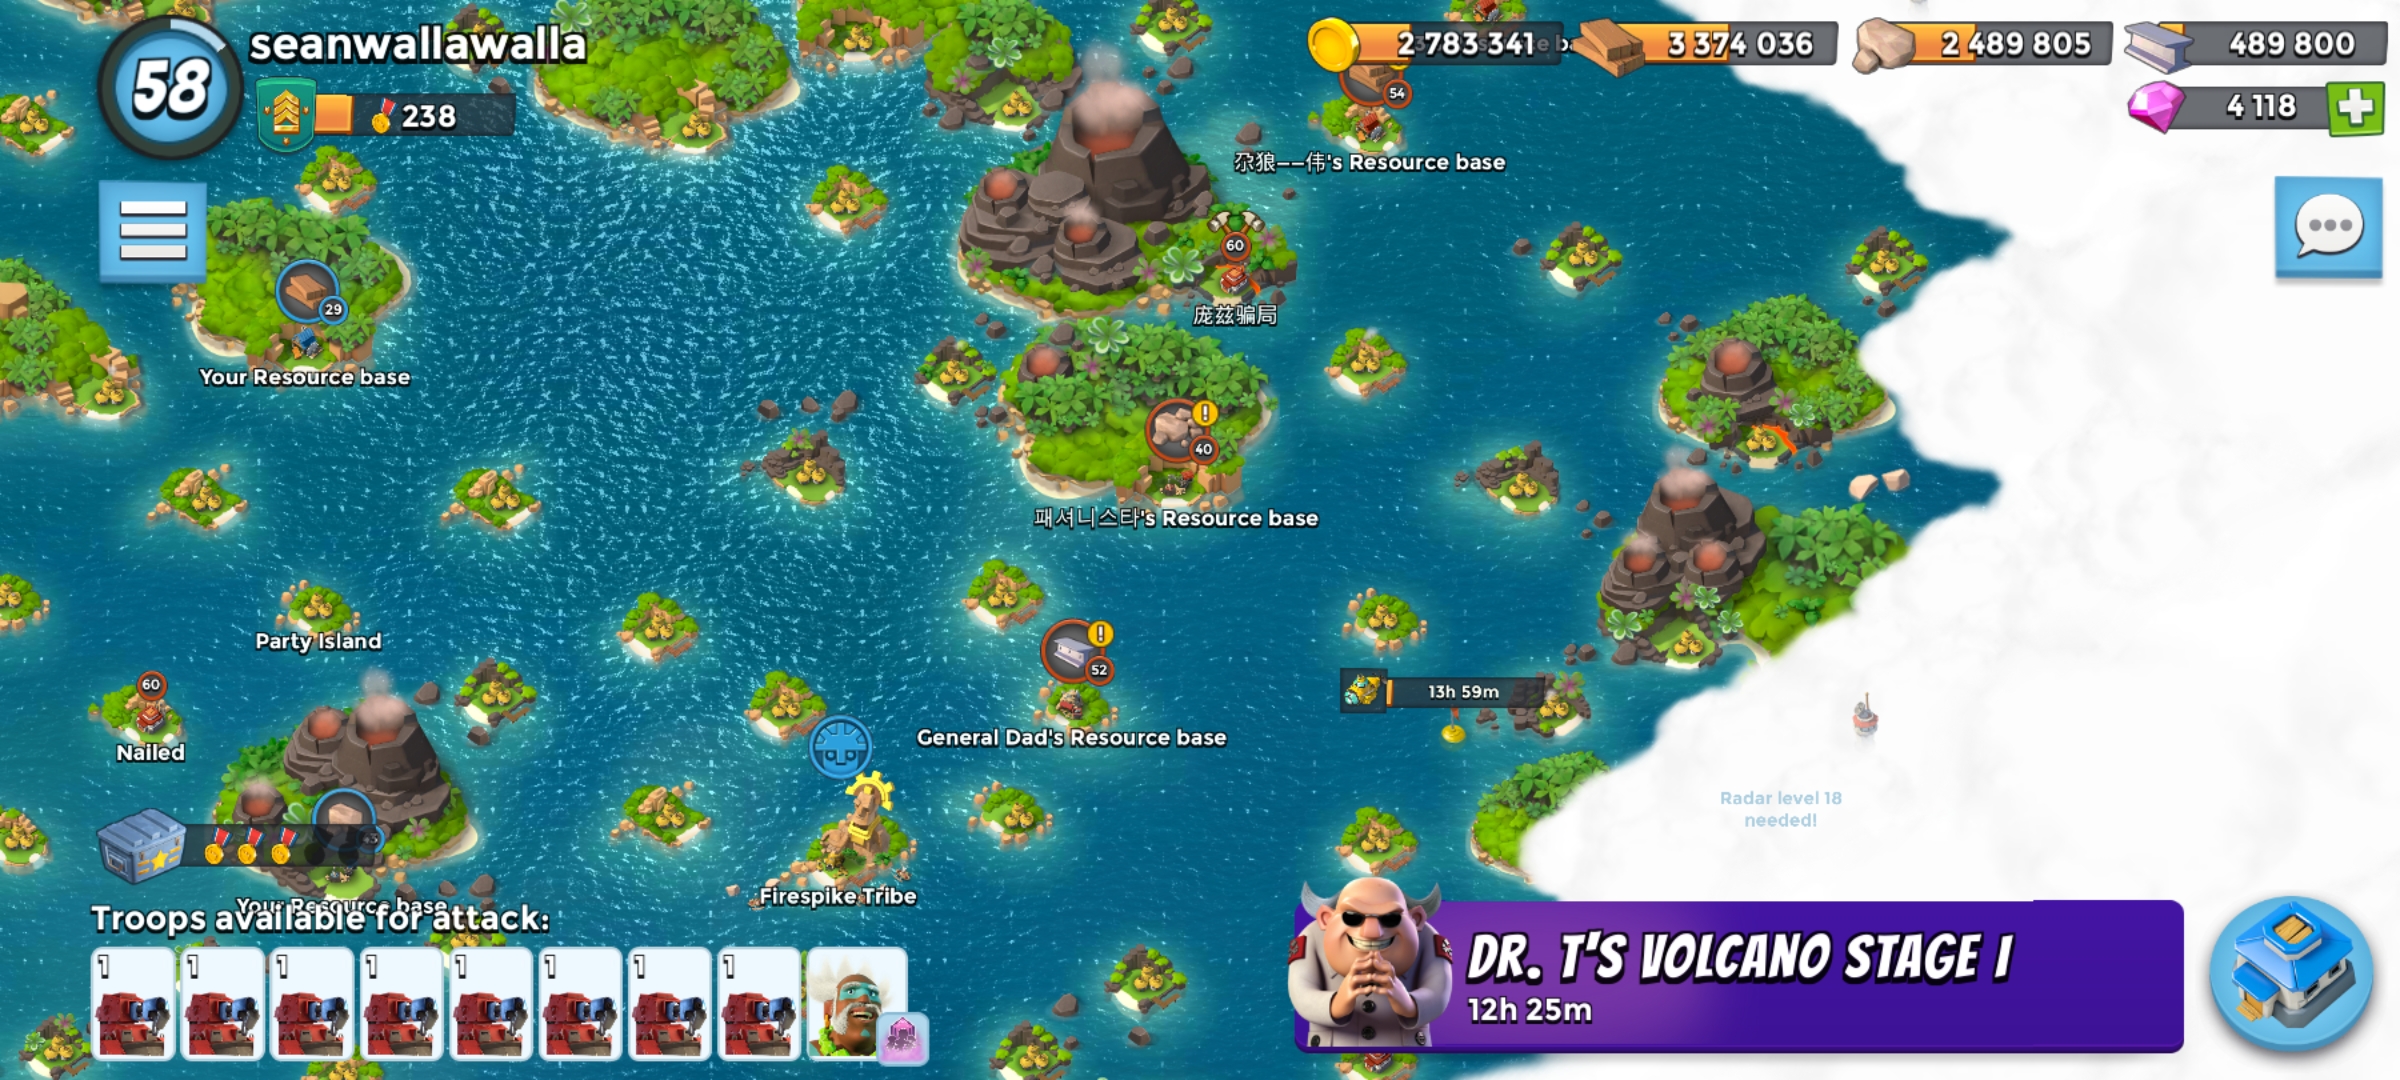 58
seanwallawalla
238
2 783 341
3 374 036
2 489 805
489 800
4 118
54
尕狼——伟's Resource base
60
庞兹骗局
29
Your Resource base
40
패셔니스타's Resource base
Party Island
60
Nailed
52
General Dad's Resource base
13h 59m
Radar level 18
needed!
Firespike Tribe
Your Resource base
Troops available for attack:
1 1 1 1 1 1 1 1
DR. T'S VOLCANO STAGE I
12h 25m